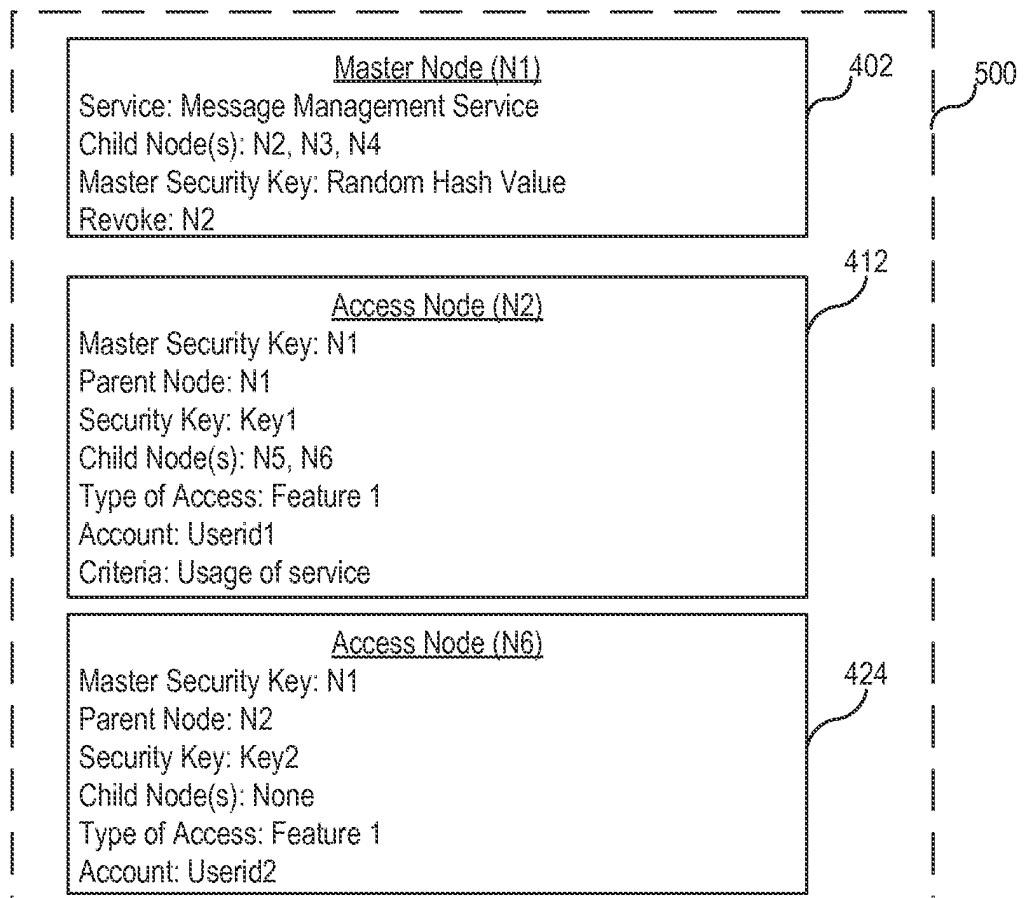 Master Node (N1)
402
500
Service: Message Management Service
Child Node(s): N2, N3, N4
Master Security Key: Random Hash Value
Revoke: N2
412
Access Node (N2)
Master Security Key: N1
Parent Node: N1
Security Key: Key1
Child Node(s): N5, N6
Type of Access: Feature 1
Account: Userid1
Criteria: Usage of service
Access Node (N6)
424
Master Security Key: N1
Parent Node: N2
Security Key: Key2
Child Node(s): None
Type of Access: Feature 1
Account: Userid2